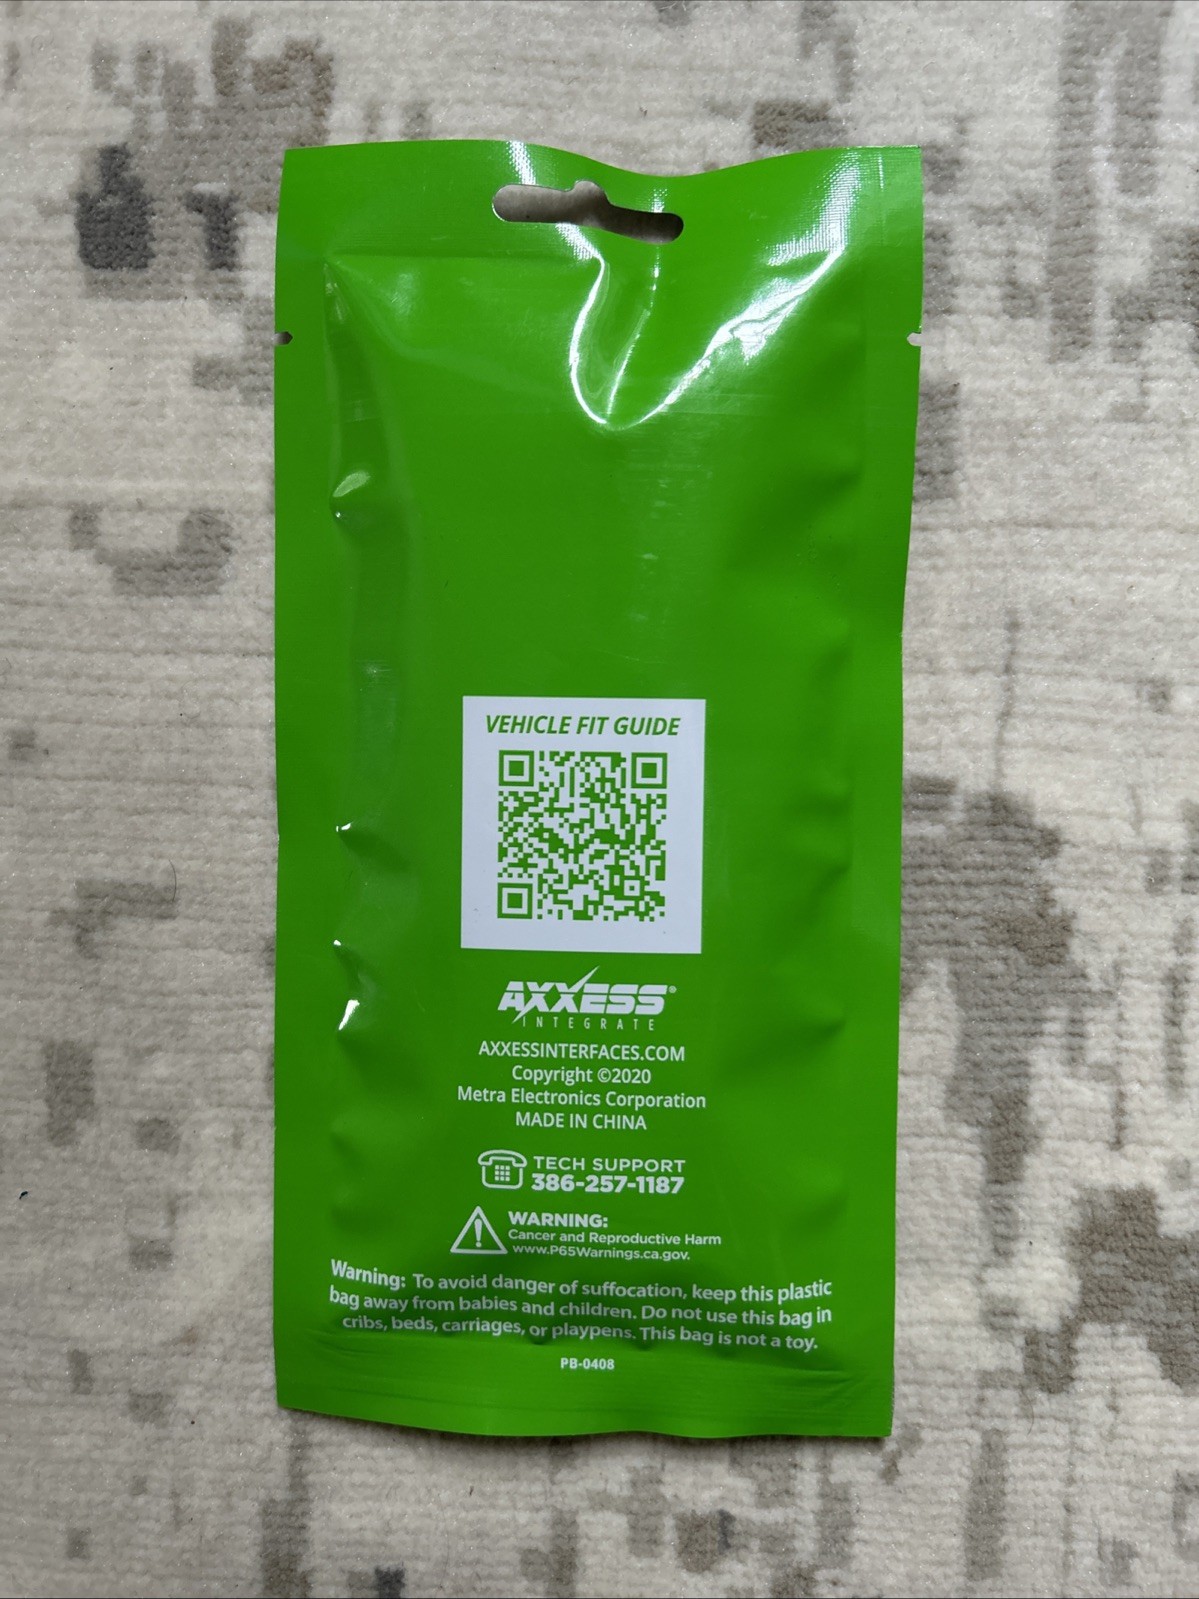 VEHICLE FIT GUIDE
AXXESS®
INTEGRATE
AXXESSINTERFACES.COM
Copyright ©2020
Metra Electronics Corporation
MADE IN CHINA
TECH SUPPORT
386-257-1187
WARNING:
Cancer and Reproductive Harm
www.P65Warnings.ca.gov.
Warning: To avoid danger of suffocation, keep this plastic
bag away from babies and children. Do not use this bag in
cribs, beds, carriages, or playpens. This bag is not a toy.
PB-0408